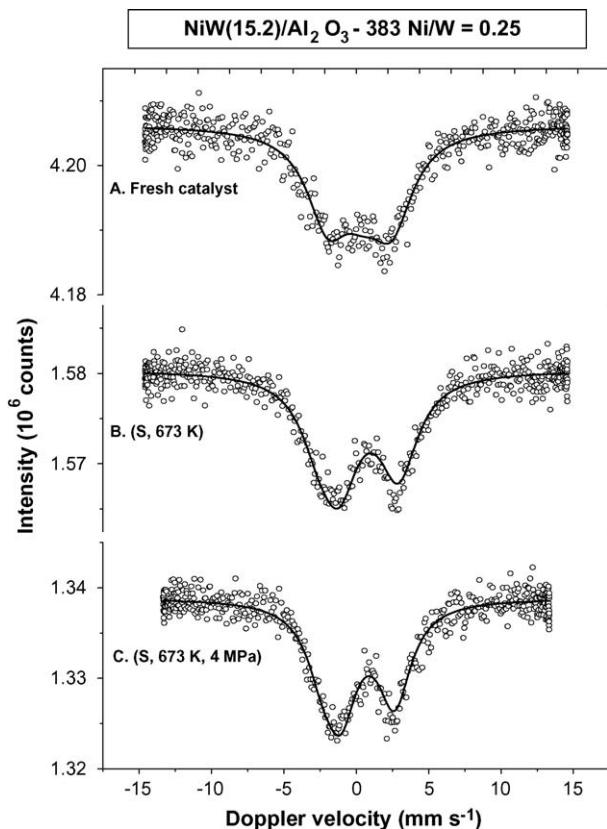 NiW(15.2)/Al₂O₃ - 383 Ni/W = 0.25
4.20
A. Fresh catalyst
4.18
1.58
B. (S, 673 K)
1.57
1.34
C. (S, 673 K, 4 MPa)
1.33
1.32
-15 -10 -5 0 5 10 15
Doppler velocity (mm s⁻¹)
Intensity (10⁶ counts)